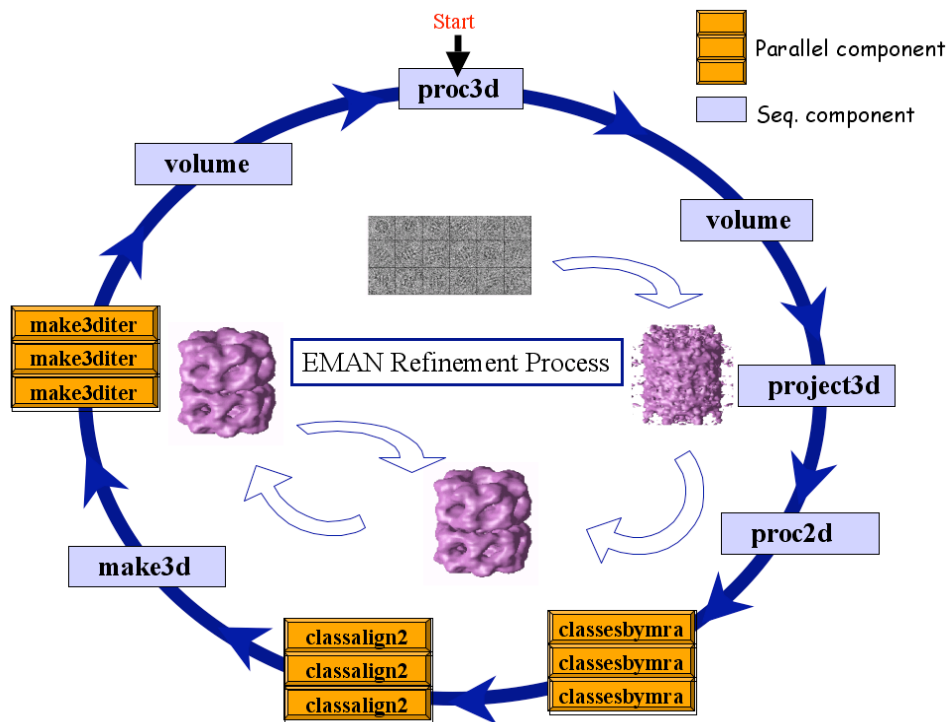 Start
proc3d
Parallel component
Seq. component
volume
volume
make3diter
make3diter
make3diter
EMAN Refinement Process
project3d
proc2d
make3d
classalign2
classalign2
classalign2
classesbymra
classesbymra
classesbymra